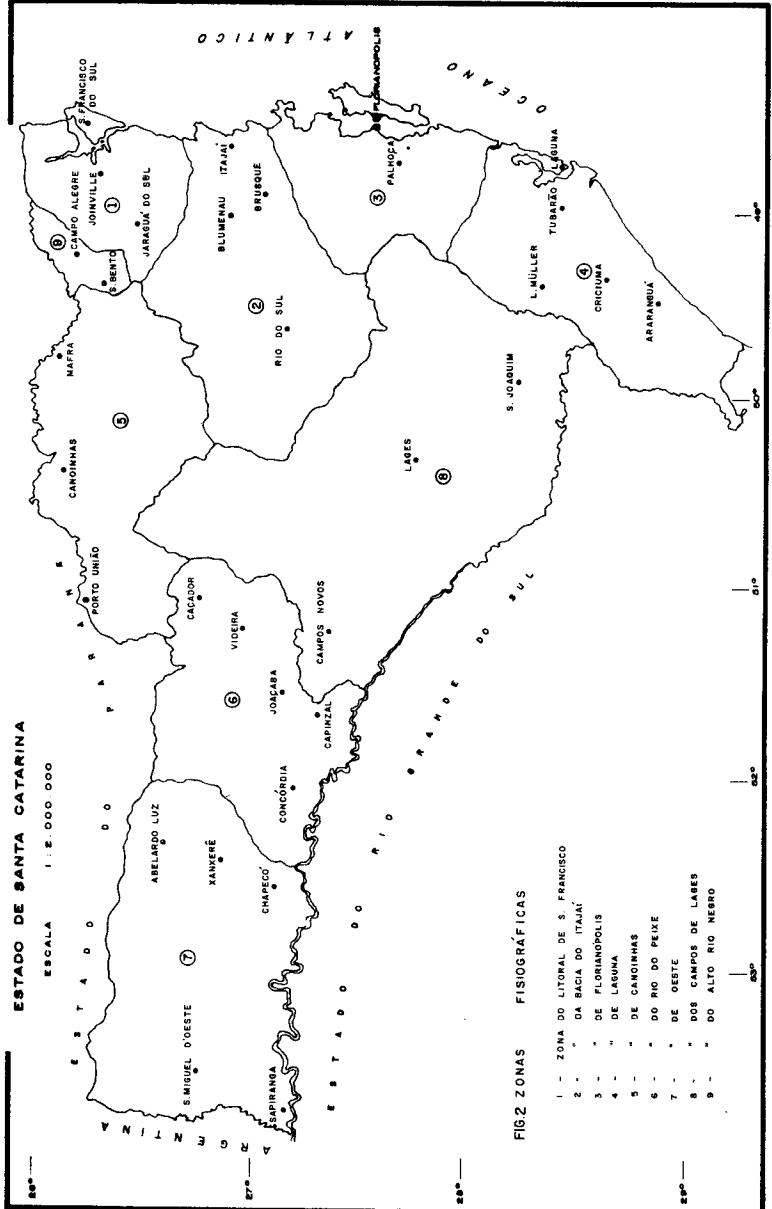 ESTADO DE SANTA CATARINA
ESCALA 1:2.000.000
ESTADO DO PARANÁ
ARGENTINA
ESTADO DO RIO GRANDE DO SUL
OCEANO ATLÂNTICO
26°
27°
28°
29°
53°
52°
51°
50°
49°
S. FRANCISCO DO SUL
CAMPO ALEGRE
JOINVILLE
1
9
S. BENTO
JARAGUÁ DO SUL
MAFRA
CANOINHAS
5
PORTO UNIÃO
ITAJAÍ
BLUMENAU
BRUSQUE
2
RIO DO SUL
FLORIANOPOLIS
PALHOÇA
3
LAGUNA
TUBARÃO
L. MÜLLER
4
CRICIUMA
ARARANGUÁ
S. JOAQUIM
LAGES
8
CAMPOS NOVOS
CAÇADOR
VIDEIRA
6
JOAÇABA
CAPINZAL
CONCÓRDIA
ABELARDO LUZ
XANXERÊ
CHAPECÓ
7
S. MIGUEL D'OESTE
SAPIRANGA
FIG.2 ZONAS FISIOGRÁFICAS
1 - ZONA DO LITORAL DE S. FRANCISCO
2 - " DA BACIA DO ITAJAÍ
3 - " DE FLORIANÓPOLIS
4 - " DE LAGUNA
5 - " DE CANOINHAS
6 - " DO RIO DO PEIXE
7 - " DE OESTE
8 - " DOS CAMPOS DE LAGES
9 - " DO ALTO RIO NEGRO